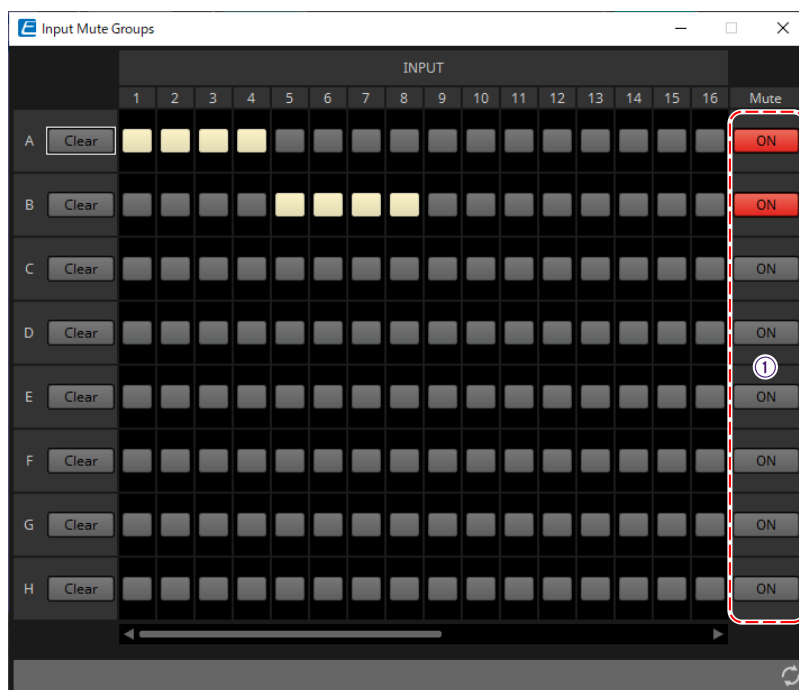 Input Mute Groups
INPUT
1 2 3 4 5 6 7 8 9 10 11 12 13 14 15 16 Mute
A Clear ON
B Clear ON
C Clear ON
D Clear ON
①
E Clear ON
F Clear ON
G Clear ON
H Clear ON